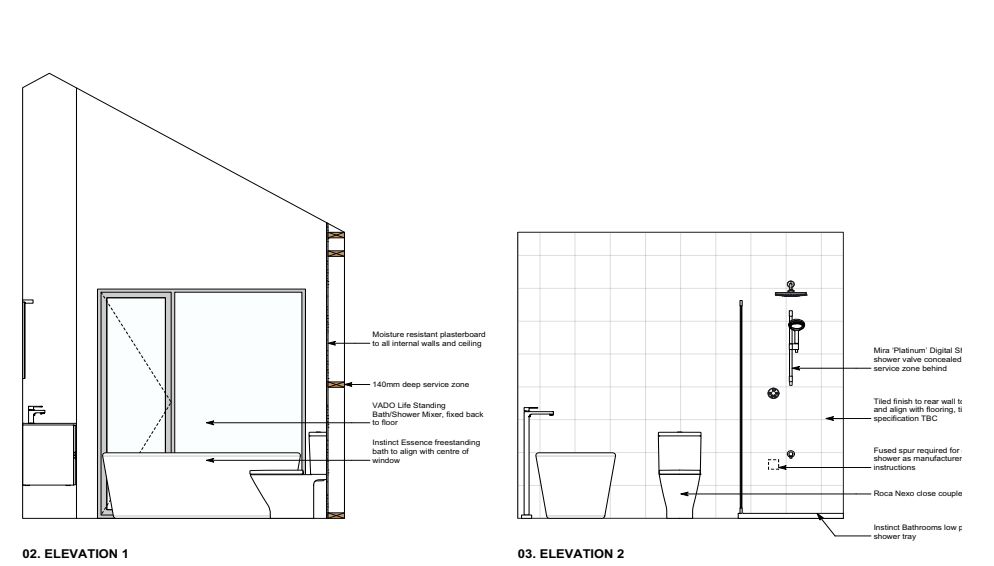 Moisture resistant plasterboard
to all internal walls and ceiling
140mm deep service zone
VADO Life Standing
Bath/Shower Mixer, fixed back
to floor
Instinct Essence freestanding
bath to align with centre of
window
02. ELEVATION 1
Mira 'Platinum' Digital Sh
shower valve concealed
service zone behind
Tiled finish to rear wall to
and align with flooring, ti
specification TBC
Fused spur required for
shower as manufacturer
instructions
Roca Nexo close couple
Instinct Bathrooms low p
shower tray
03. ELEVATION 2